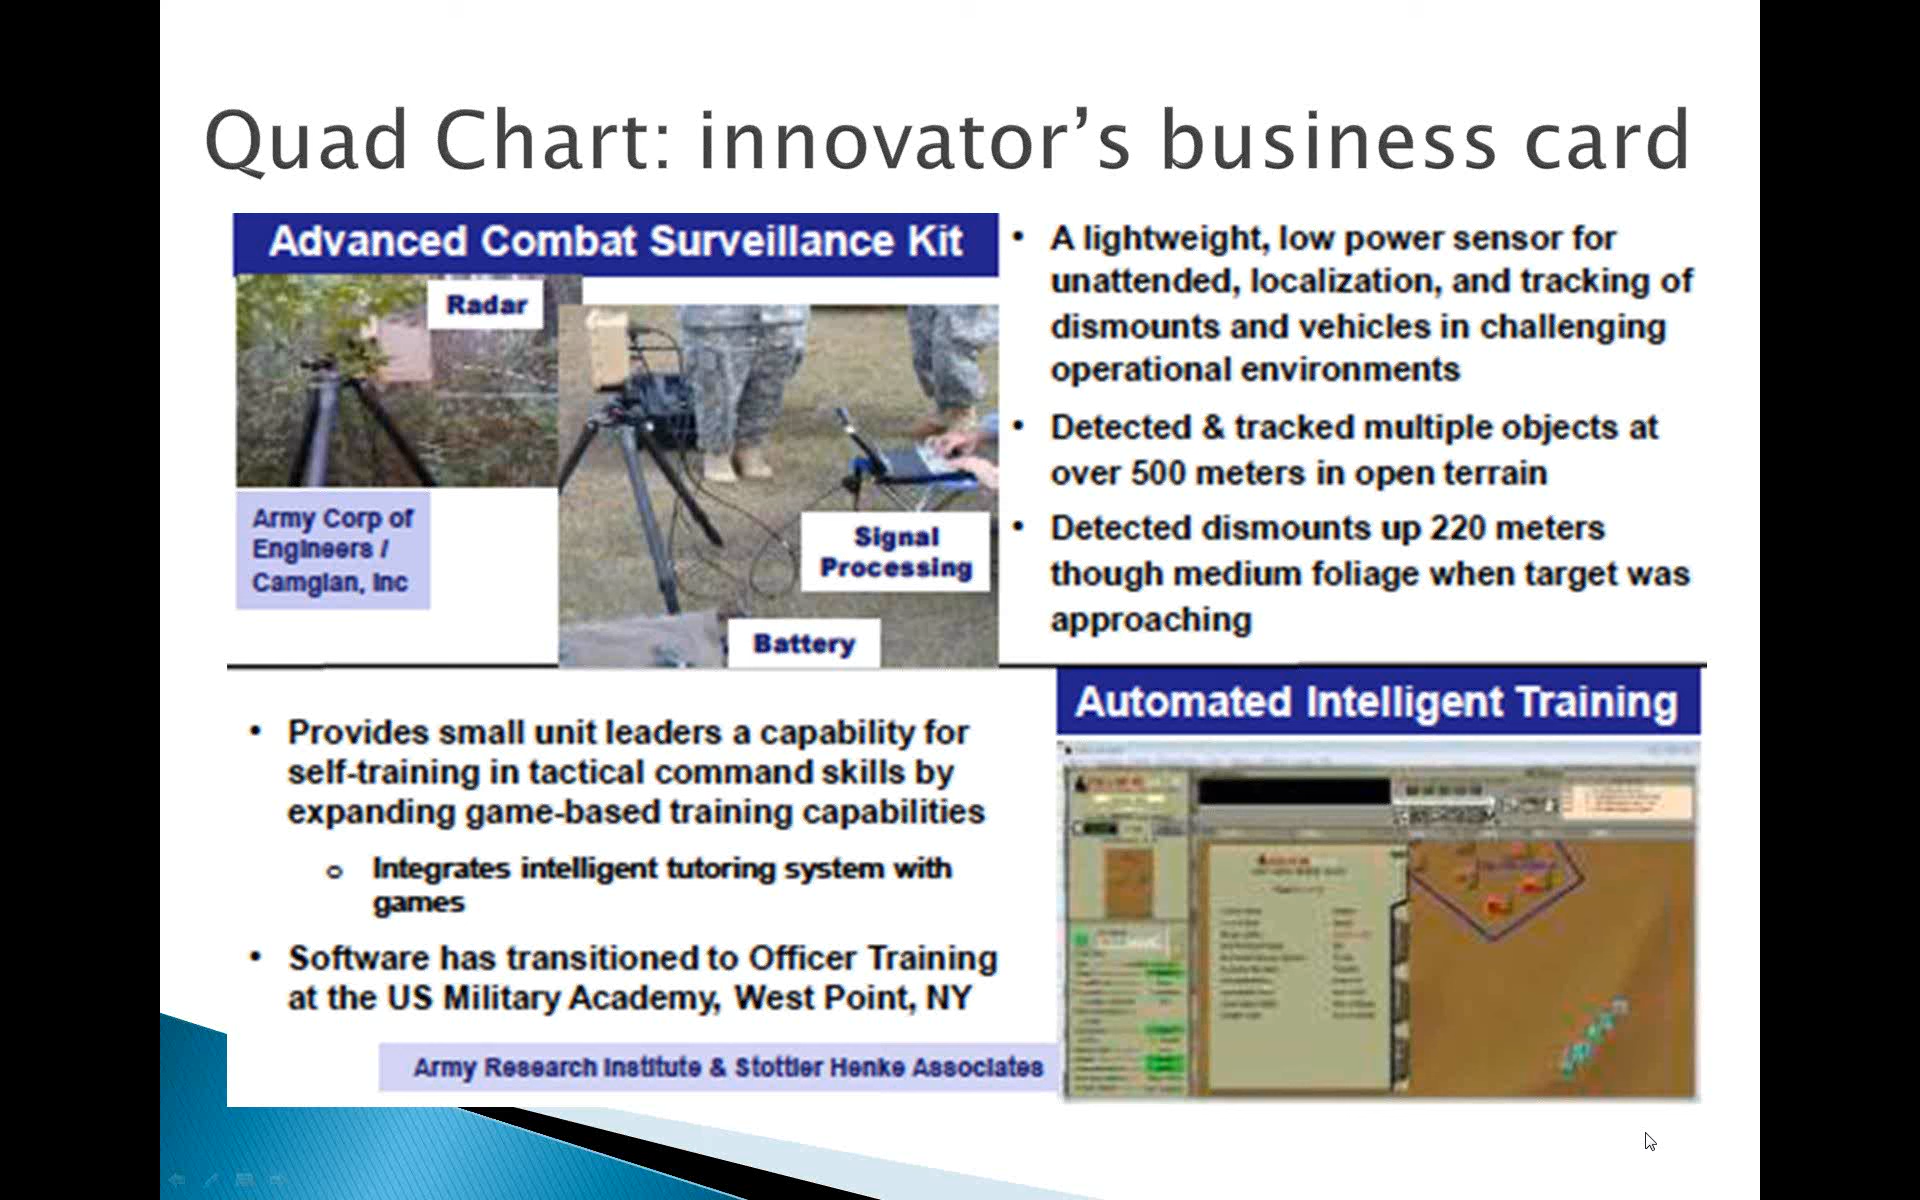 Quad Chart: innovator’s business card
Advanced Combat Surveillance Kit
Radar
Army Corp of
Engineers /
Camgian, Inc
Signal
Processing
Battery
• A lightweight, low power sensor for
unattended, localization, and tracking of
dismounts and vehicles in challenging
operational environments
• Detected & tracked multiple objects at
over 500 meters in open terrain
• Detected dismounts up 220 meters
though medium foliage when target was
approaching
• Provides small unit leaders a capability for
self-training in tactical command skills by
expanding game-based training capabilities
o Integrates intelligent tutoring system with
games
• Software has transitioned to Officer Training
at the US Military Academy, West Point, NY
Army Research Institute & Stottler Henke Associates
Automated Intelligent Training